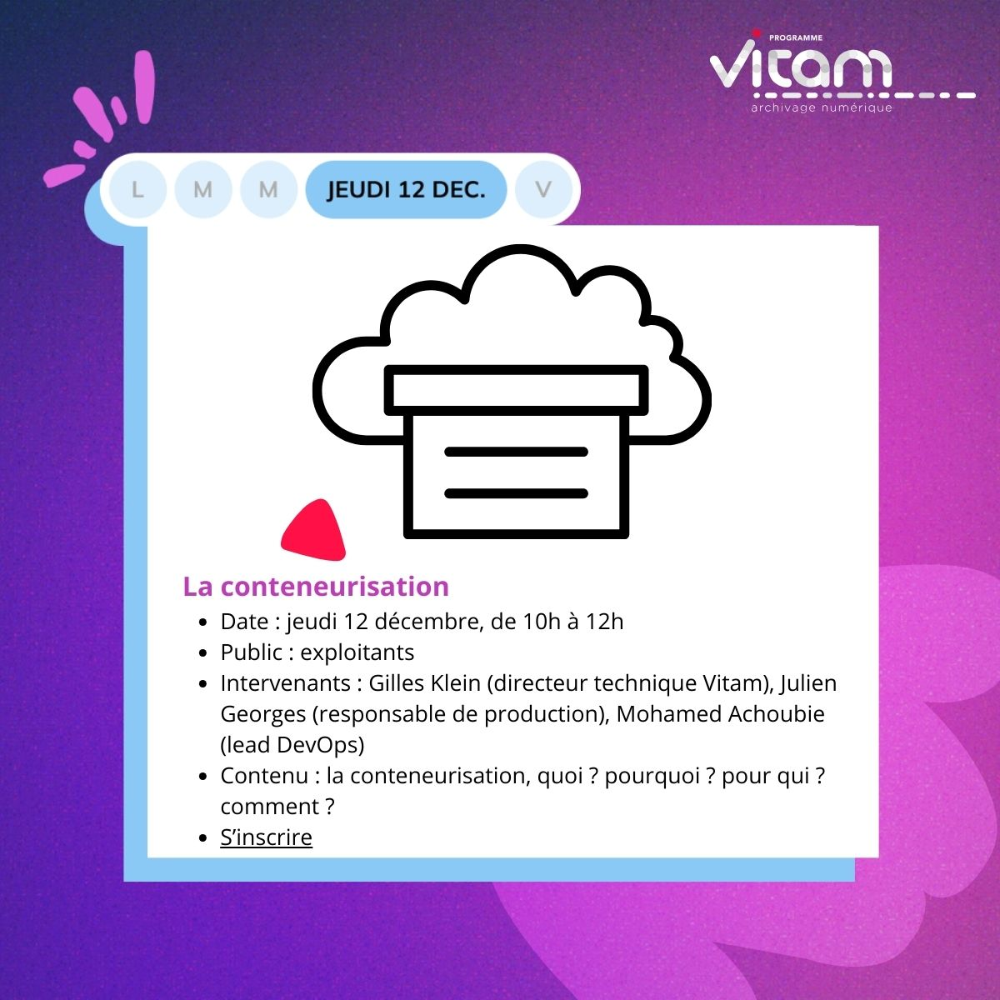 PROGRAMME
vitam
archivage numérique
L M M JEUDI 12 DEC. V
La conteneurisation
• Date : jeudi 12 décembre, de 10h à 12h
• Public : exploitants
• Intervenants : Gilles Klein (directeur technique Vitam), Julien
Georges (responsable de production), Mohamed Achoubie
(lead DevOps)
• Contenu : la conteneurisation, quoi ? pourquoi ? pour qui ?
comment ?
• S’inscrire